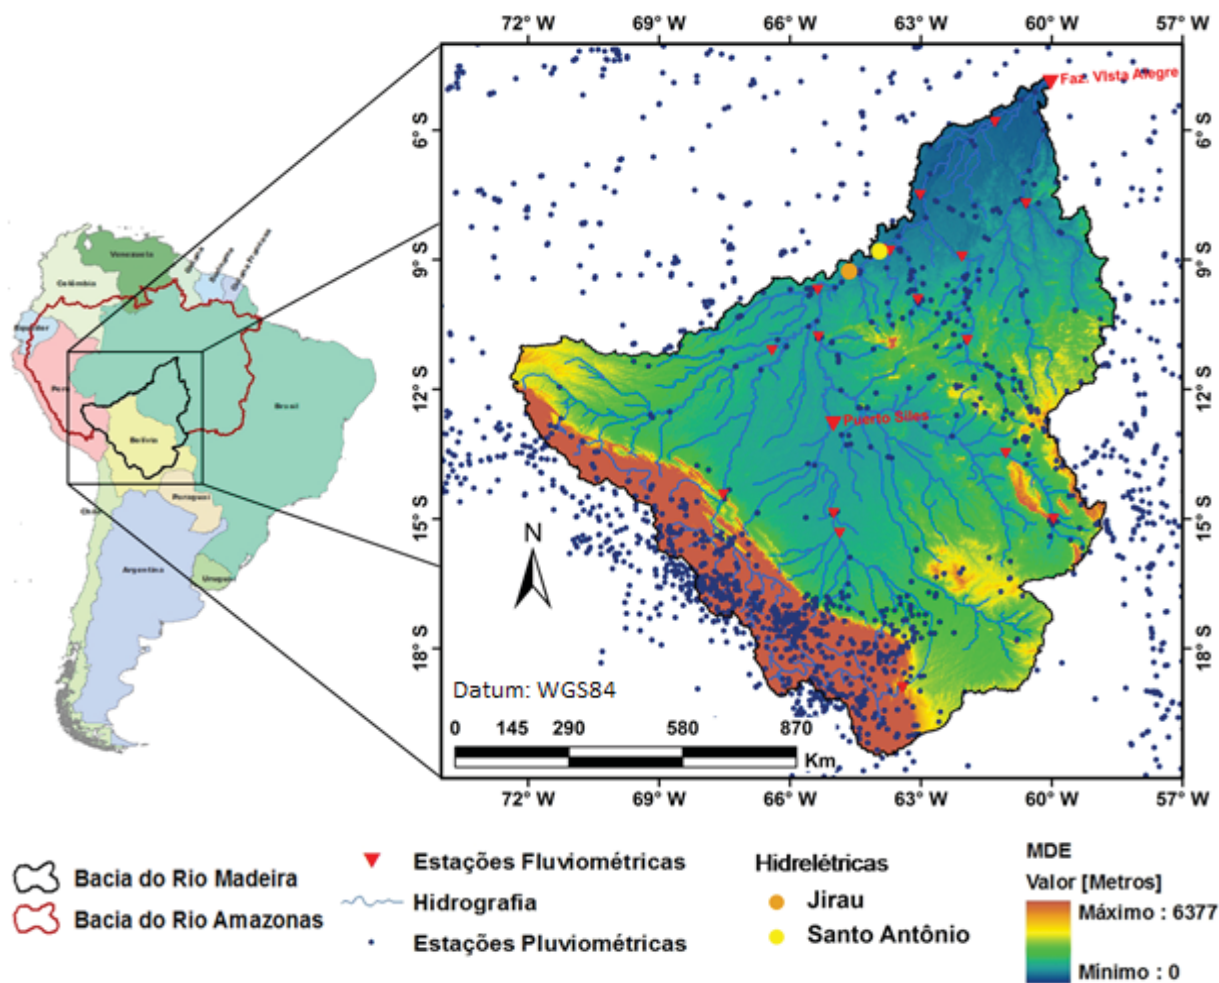 72° W 69° W 66° W 63° W 60° W 57° W
Faz. Vista Alegre
6° S 6° S
9° S 9° S
12° S 12° S
15° S 15° S
18° S 18° S
Puerto Siles
N
Datum: WGS84
0 145 290 580 870
Km
72° W 69° W 66° W 63° W 60° W 57° W
Venezuela
Colômbia
Equador
Peru
Brasil
Bolívia
Paraguai
Argentina
Uruguai
Bacia do Rio Madeira
Bacia do Rio Amazonas
Estações Fluviométricas
Hidrografia
Estações Pluviométricas
Hidrelétricas
Jirau
Santo Antônio
MDE
Valor [Metros]
Máximo : 6377
Mínimo : 0